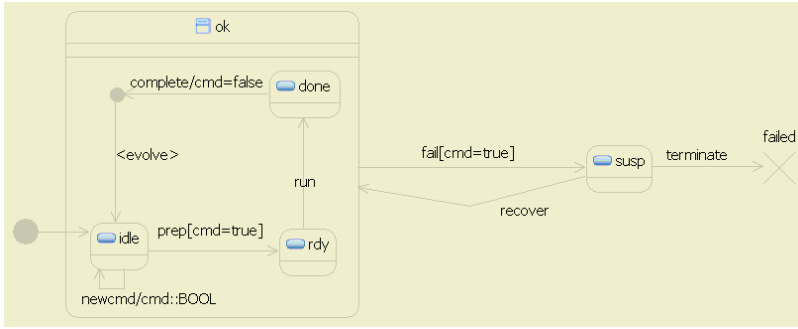 ok
complete/cmd=false
done
<evolve>
fail[cmd=true]
susp
terminate
failed
run
recover
idle
prep[cmd=true]
rdy
newcmd/cmd::BOOL